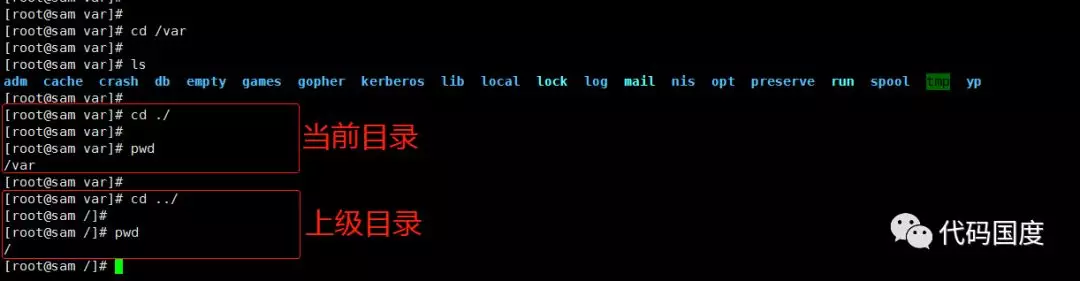 [root@sam var]#
[root@sam var]# cd /var
[root@sam var]#
[root@sam var]# ls
adm cache crash db empty games gopher kerberos lib local lock log mail nis opt preserve run spool tmp yp
[root@sam var]#
[root@sam var]# cd ./
[root@sam var]#
[root@sam var]# pwd
/var
当前目录
[root@sam var]#
[root@sam var]# cd ../
[root@sam /]#
[root@sam /]# pwd
/
上级目录
[root@sam /]#
代码国度